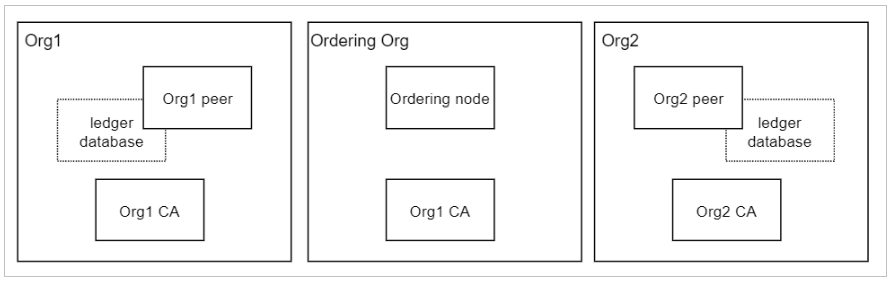 Org1
Org1 peer
ledger
database
Org1 CA
Ordering Org
Ordering node
Org1 CA
Org2
Org2 peer
ledger
database
Org2 CA